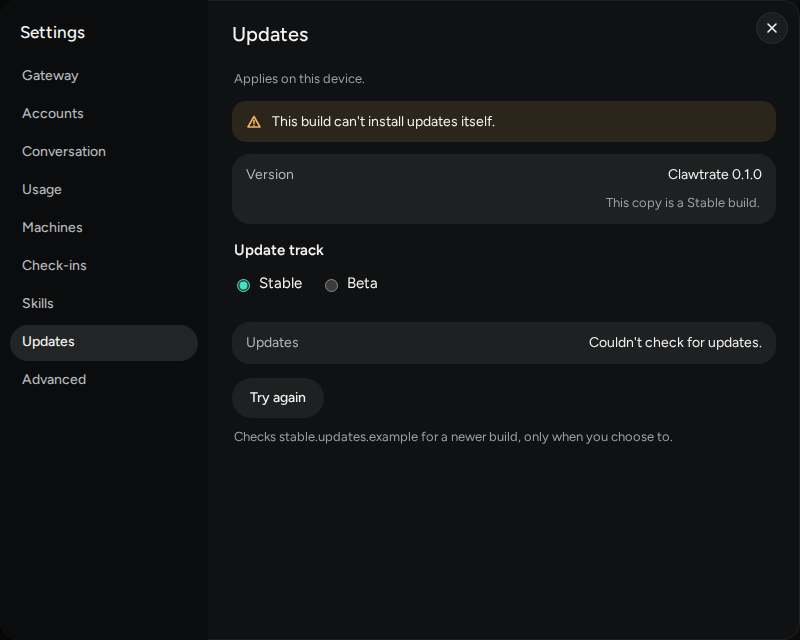 Settings
Gateway
Accounts
Conversation
Usage
Machines
Check-ins
Skills
Updates
Advanced
Updates
Applies on this device.
This build can't install updates itself.
Version
Clawtrate 0.1.0
This copy is a Stable build.
Update track
Stable
Beta
Updates
Couldn't check for updates.
Try again
Checks stable.updates.example for a newer build, only when you choose to.